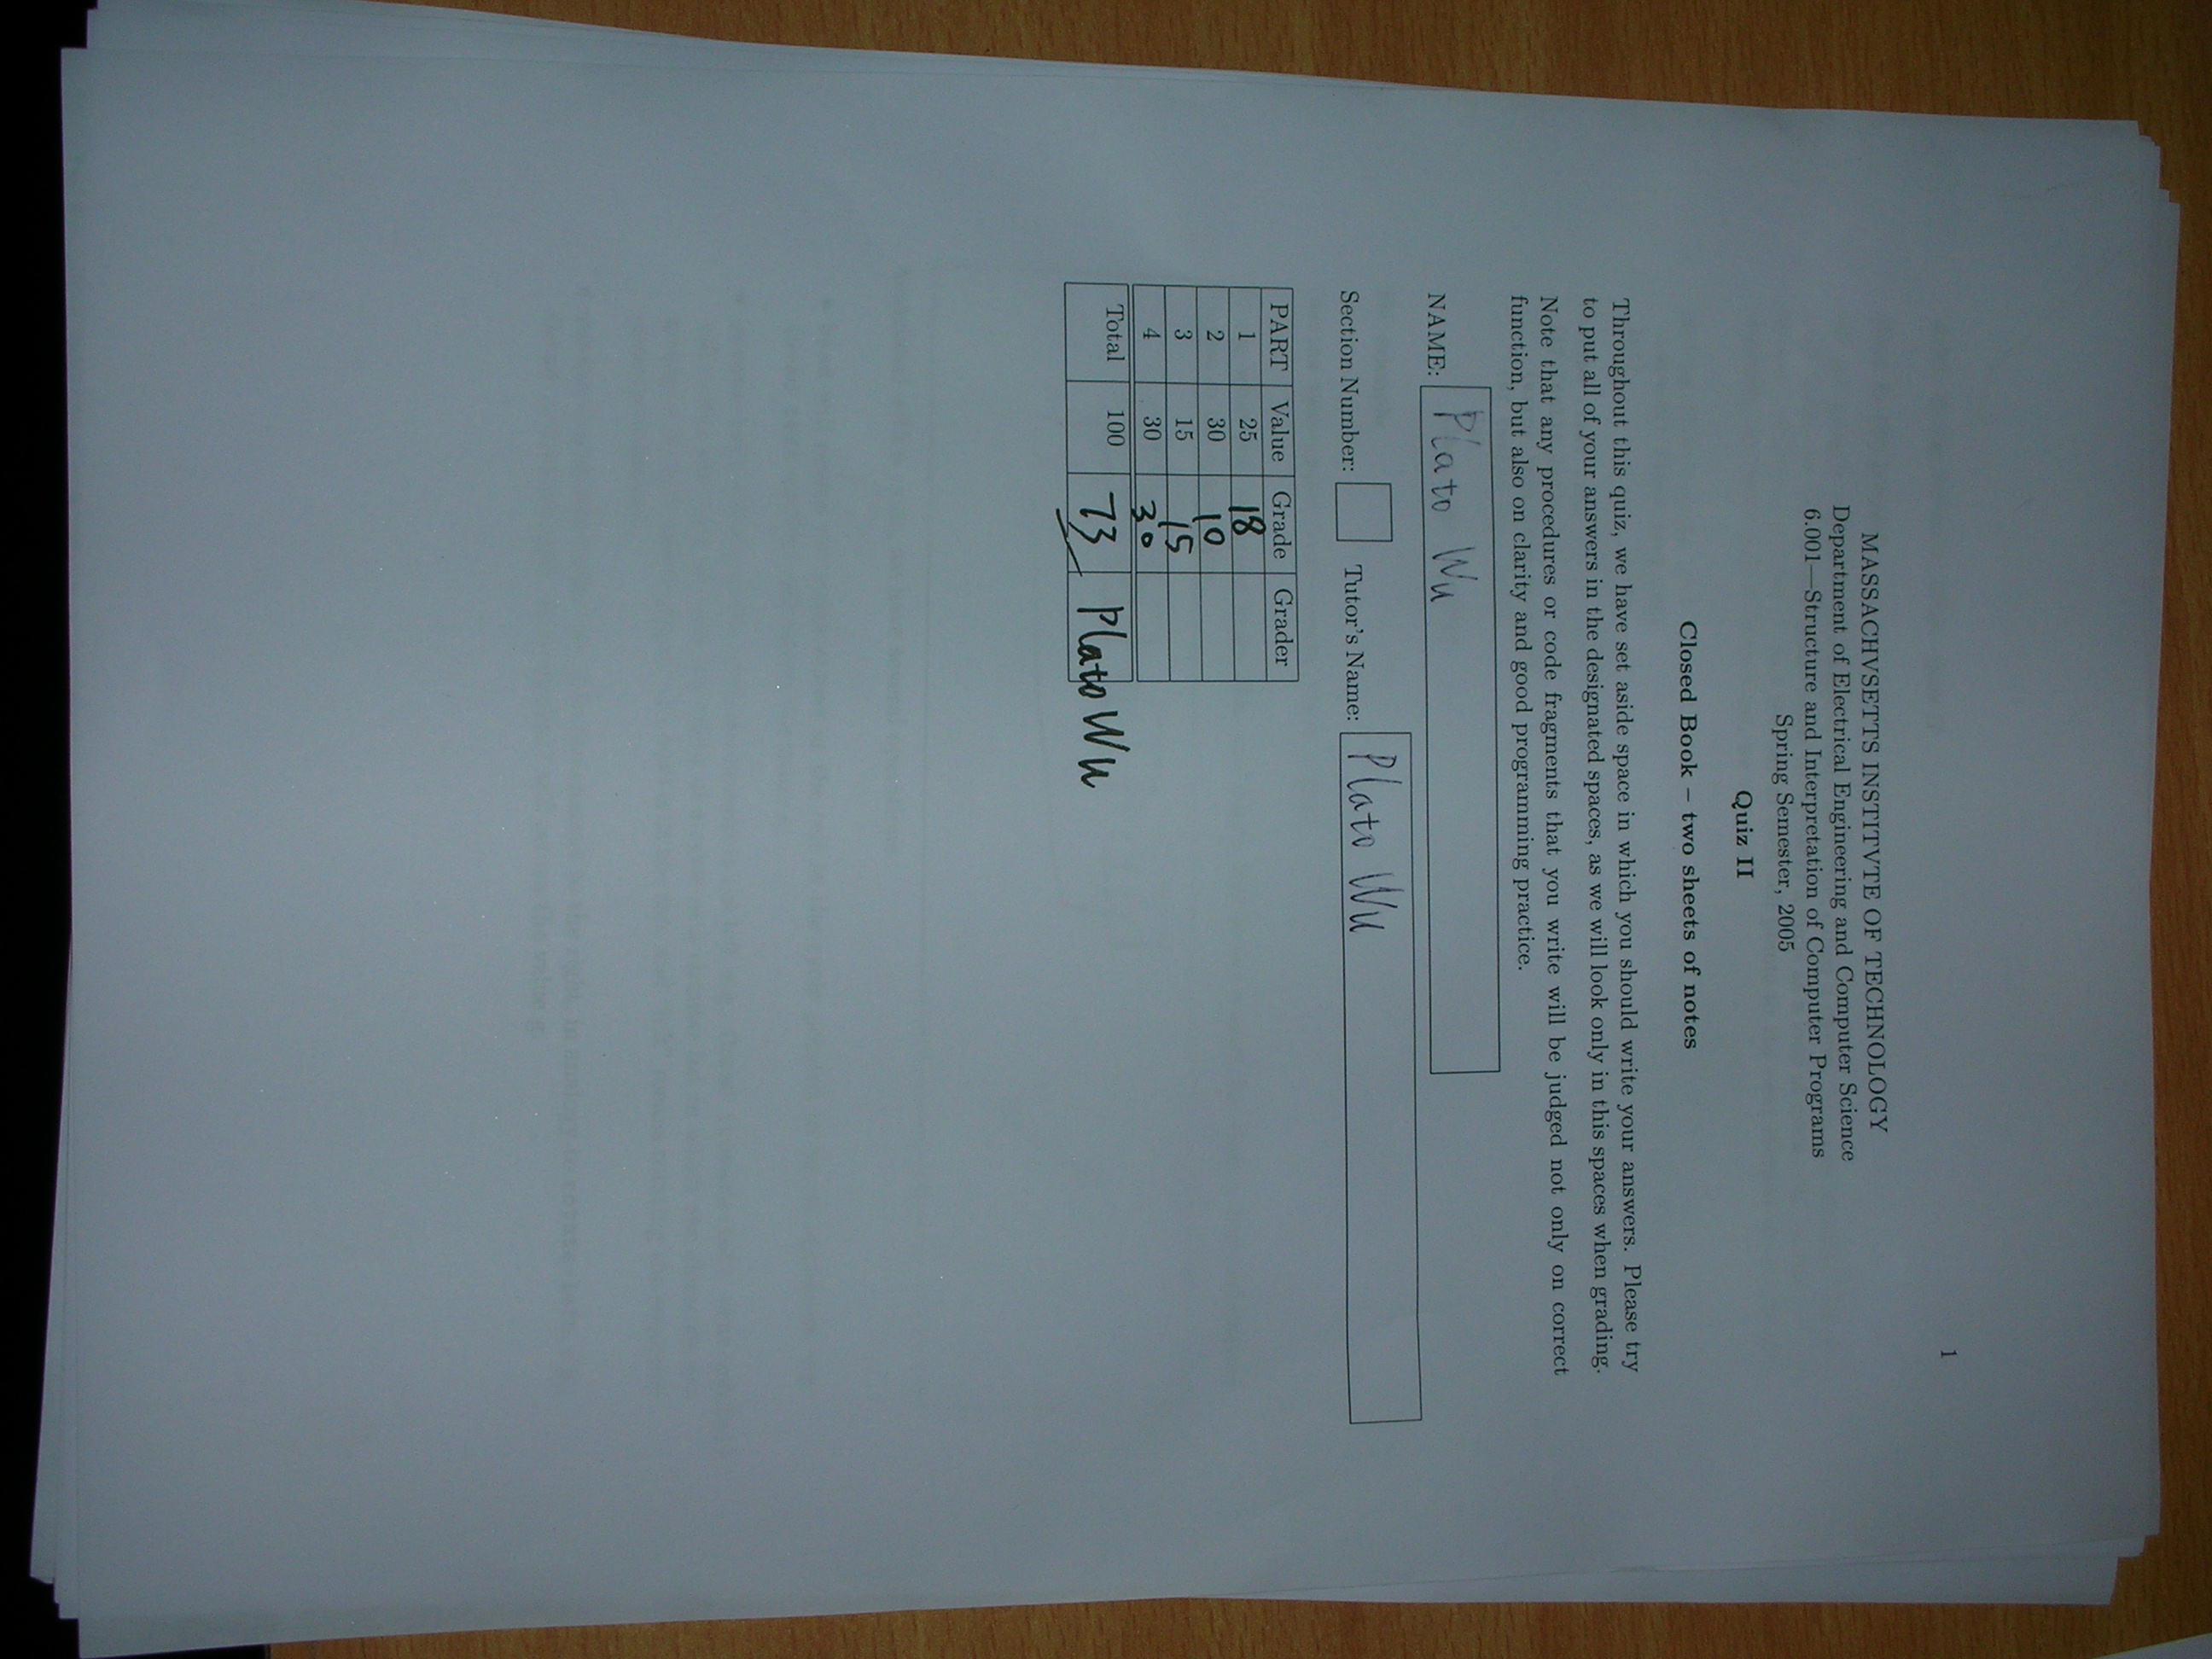 1
MASSACHVSETTS INSTITVTE OF TECHNOLOGY
Department of Electrical Engineering and Computer Science
6.001—Structure and Interpretation of Computer Programs
Spring Semester, 2005
Quiz II
Closed Book – two sheets of notes
Throughout this quiz, we have set aside space in which you should write your answers. Please try
to put all of your answers in the designated spaces, as we will look only in this spaces when grading.
Note that any procedures or code fragments that you write will be judged not only on correct
function, but also on clarity and good programming practice.
NAME: Plato Wu
Section Number: Tutor's Name: Plato Wu
PART Value Grade Grader
1 25 18
2 30 10
3 15 15
4 30 30
Total 100 73 Plato Wu